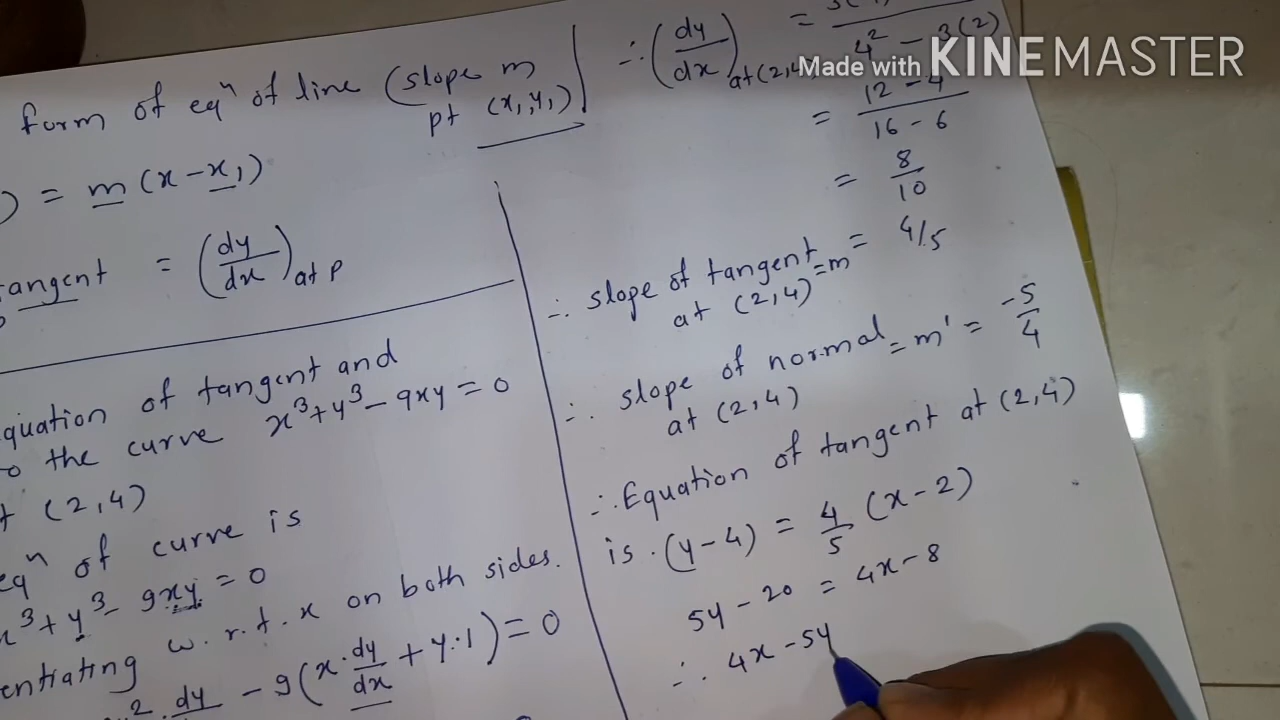 form of eqⁿ of line (slope m
pt (x₁,y₁)
) = m(x-x₁)
tangent = (dy/dx) at P
equation of tangent and
to the curve x³+y³-9xy=0
(2,4)
eqⁿ of curve is
x³+y³-9xy=0
w.r.t. x on both sides.
² . dy - 9(x.dy/dx + y.1) = 0
∴ (dy/dx) at (2,4) =
4² - 3(2)
= 12-4/16-6
= 8/10
= 4/5
∴ slope of tangent = m
at (2,4)
∴ slope of normal = m' = -5/4
at (2,4)
∴ Equation of tangent at (2,4)
is. (y-4) = 4/5 (x-2)
5y-20 = 4x-8
∴ 4x-5y
Made with KINEMASTER